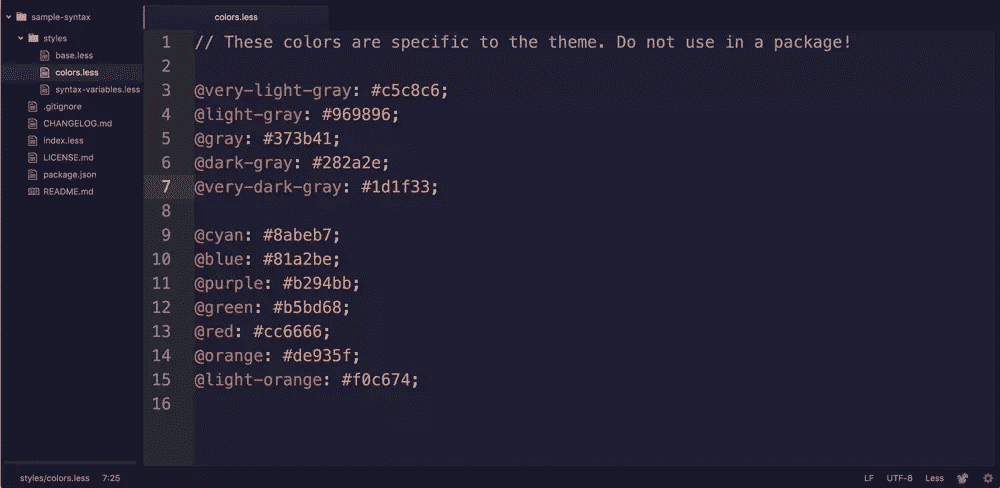 sample-syntax
styles
base.less
colors.less
syntax-variables.less
.gitignore
CHANGELOG.md
index.less
LICENSE.md
package.json
README.md
colors.less
1 // These colors are specific to the theme. Do not use in a package!
2
3 @very-light-gray: #c5c8c6;
4 @light-gray: #969896;
5 @gray: #373b41;
6 @dark-gray: #282a2e;
7 @very-dark-gray: #1d1f33;
8
9 @cyan: #8abeb7;
10 @blue: #81a2be;
11 @purple: #b294bb;
12 @green: #b5bd68;
13 @red: #cc6666;
14 @orange: #de935f;
15 @light-orange: #f0c674;
16
styles/colors.less 7:25 LF UTF-8 Less